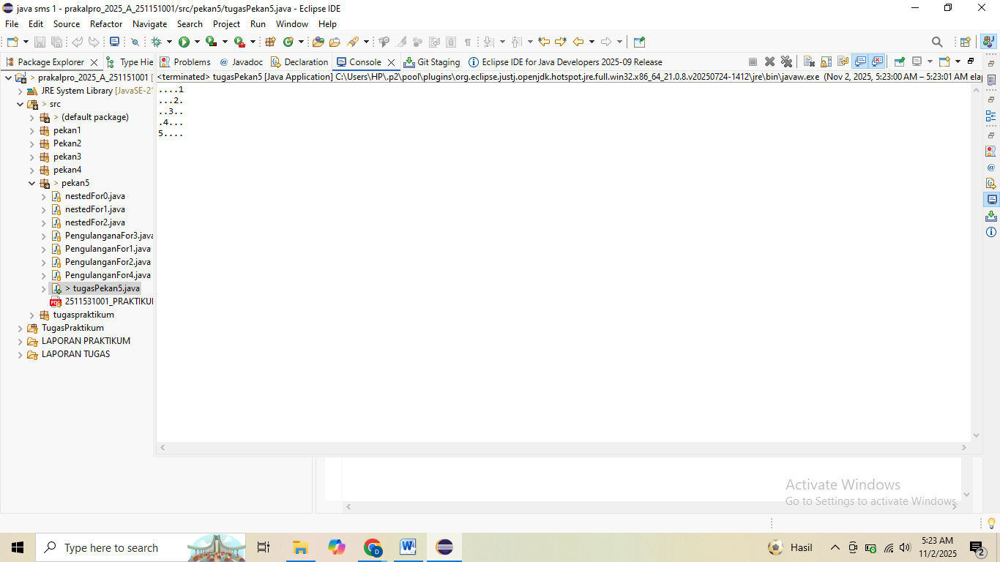 java sms 1 - prakalpro_2025_A_251151001/src/pekan5/tugasPekan5.java - Eclipse IDE
File Edit Source Refactor Navigate Search Project Run Window Help
Package Explorer Type Hie Problems Javadoc Declaration Console Git Staging Eclipse IDE for Java Developers 2025-09 Release
<terminated> tugasPekan5 [Java Application] C:\Users\HP\.p2\pool\plugins\org.eclipse.justj.openjdk.hotspot.jre.full.win32.x86_64_21.0.8.v20250724-1412\jre\bin\javaw.exe (Nov 2, 2025, 5:23:00 AM – 5:23:01 AM elap
....1
...2.
..3..
.4...
5....
> prakalpro_2025_A_251151001 [
JRE System Library [JavaSE-21
> src
> (default package)
pekan1
Pekan2
pekan3
pekan4
> pekan5
nestedFor0.java
nestedFor1.java
nestedFor2.java
PengulanganaFor3.java
PengulanganFor1.java
PengulanganFor2.java
PengulanganFor4.java
> tugasPekan5.java
2511531001_PRAKTIKU
tugaspraktikum
TugasPraktikum
LAPORAN PRAKTIKUM
LAPORAN TUGAS
Activate Windows
Go to Settings to activate Windows.
Type here to search
Hasil
5:23 AM
11/2/2025
2